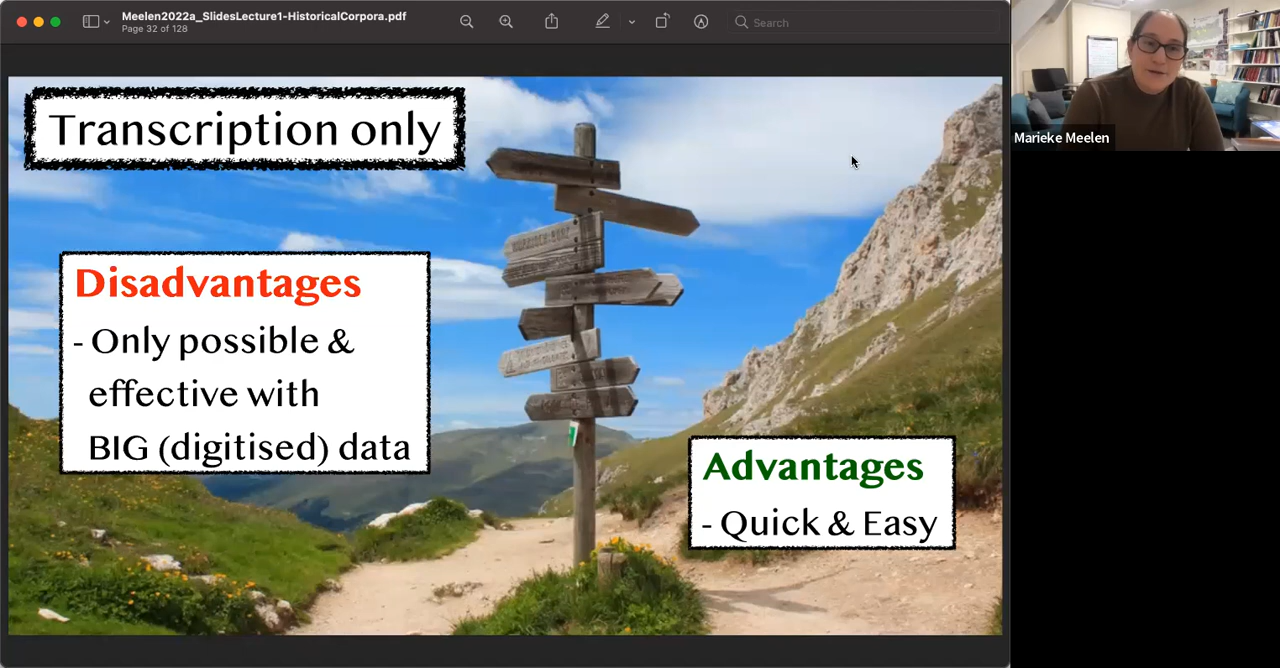 Meelen2022a_SlidesLecture1-HistoricalCorpora.pdf
Page 32 of 128
Search
Marieke Meelen
Transcription only
Disadvantages
- Only possible &
effective with
BIG (digitised) data
Advantages
- Quick & Easy